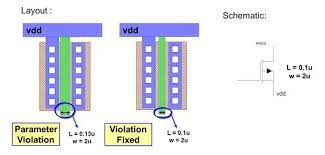 Layout :
Schematic:
vdd
vdd
L = 0.1u
w = 2u
vdd
Parameter
Violation
L = 0.13u
w = 2u
Violation
Fixed
L = 0.1u
w = 2u